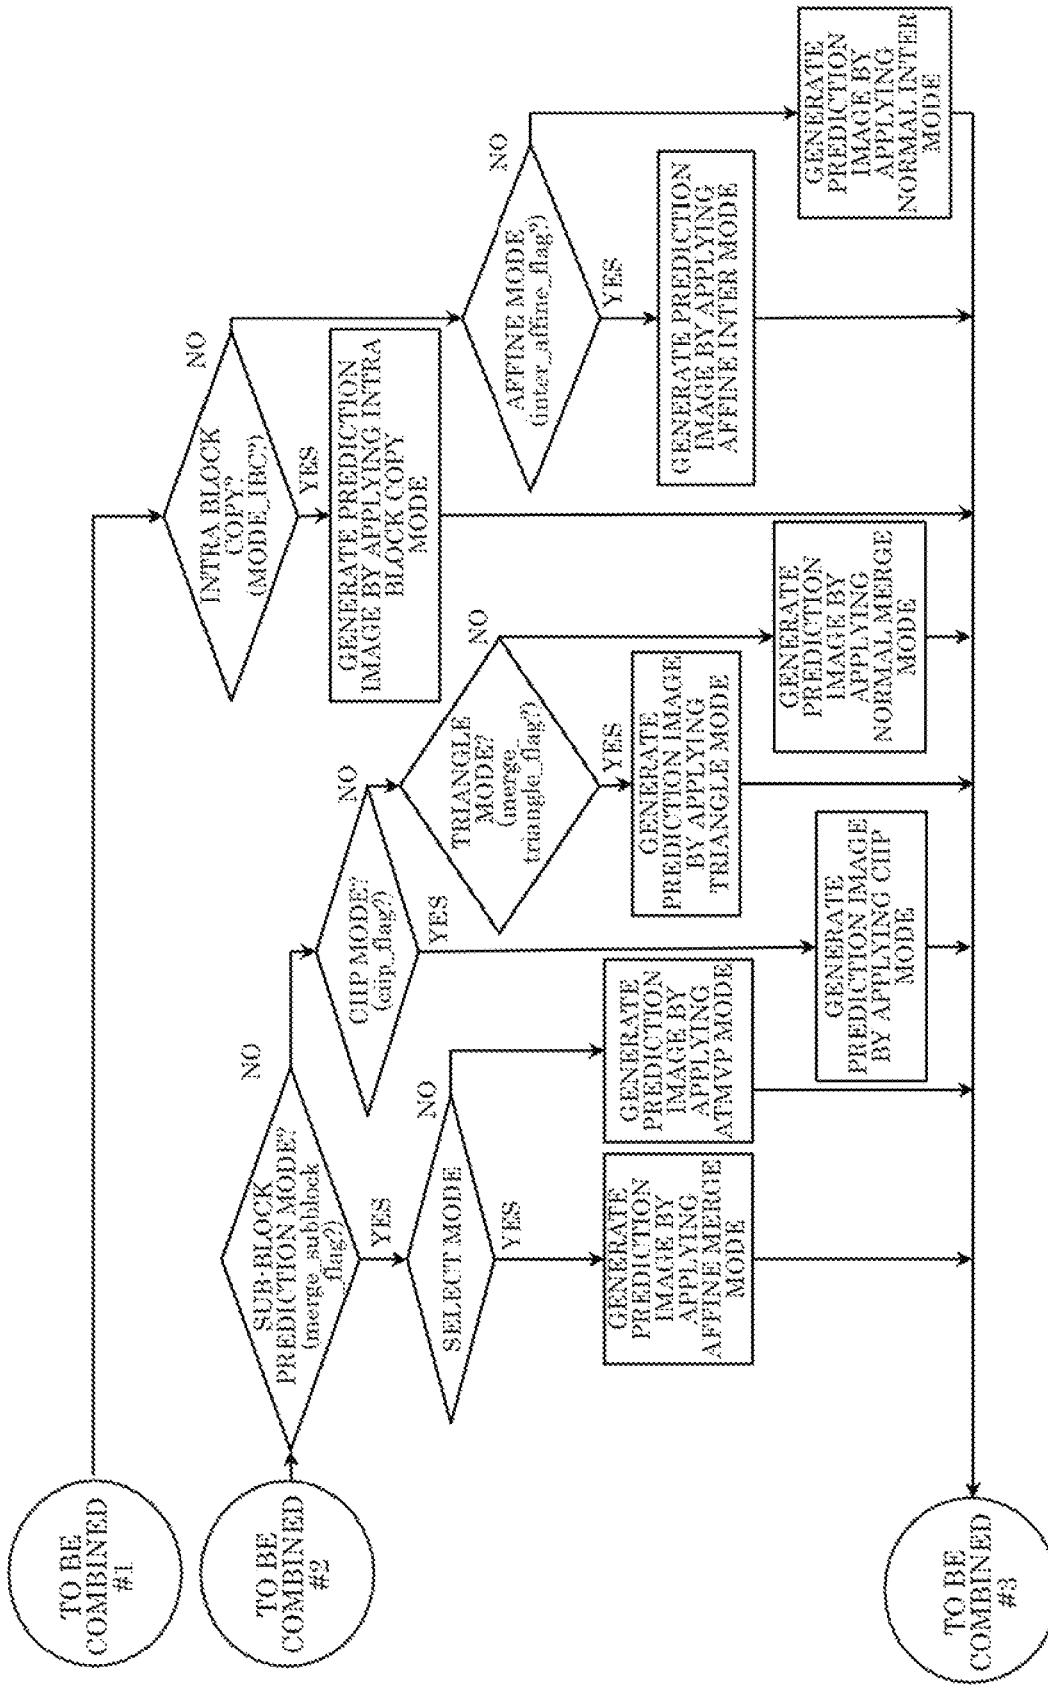 TO BE
COMBINED
#1
INTRA BLOCK
COPY?
(MODE_IBC?)
NO
YES
GENERATE PREDICTION
IMAGE BY APPLYING INTRA
BLOCK COPY
MODE
AFFINE MODE
(inter_affine_flag?)
NO
YES
GENERATE PREDICTION
IMAGE BY APPLYING
AFFINE INTER MODE
GENERATE
PREDICTION
IMAGE BY
APPLYING
NORMAL INTER
MODE
TO BE
COMBINED
#2
SUB-BLOCK
PREDICTION MODE?
(merge_subblock
_flag?)
NO
YES
SELECT MODE
NO
YES
GENERATE
PREDICTION
IMAGE BY
APPLYING
AFFINE MERGE
MODE
GENERATE
PREDICTION
IMAGE BY
APPLYING
ATMVP MODE
CIIP MODE?
(ciip_flag?)
NO
YES
GENERATE
PREDICTION IMAGE
BY APPLYING CIIP
MODE
TRIANGLE
MODE?
(merge_
triangle_flag?)
NO
YES
GENERATE
PREDICTION IMAGE
BY APPLYING
TRIANGLE MODE
GENERATE
PREDICTION
IMAGE BY
APPLYING
NORMAL MERGE
MODE
TO BE
COMBINED
#3